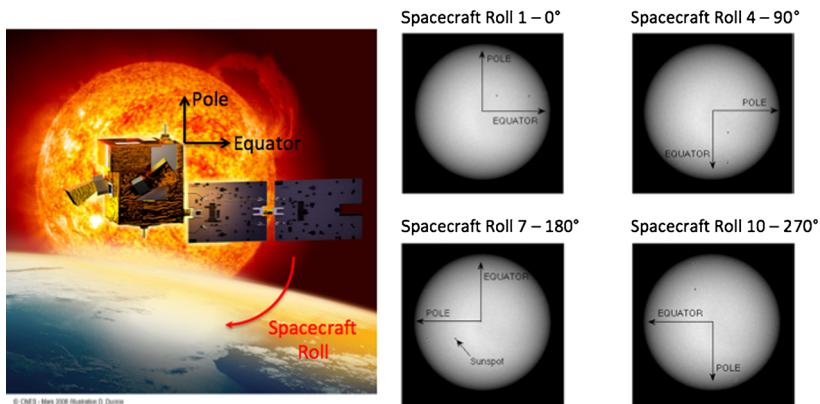 Pole
Equator
Spacecraft
Roll
© CNES - Mars 2008 Illustration D. Ducros
Spacecraft Roll 1 – 0°
POLE
EQUATOR
Spacecraft Roll 4 – 90°
POLE
EQUATOR
Spacecraft Roll 7 – 180°
EQUATOR
POLE
Sunspot
Spacecraft Roll 10 – 270°
EQUATOR
POLE